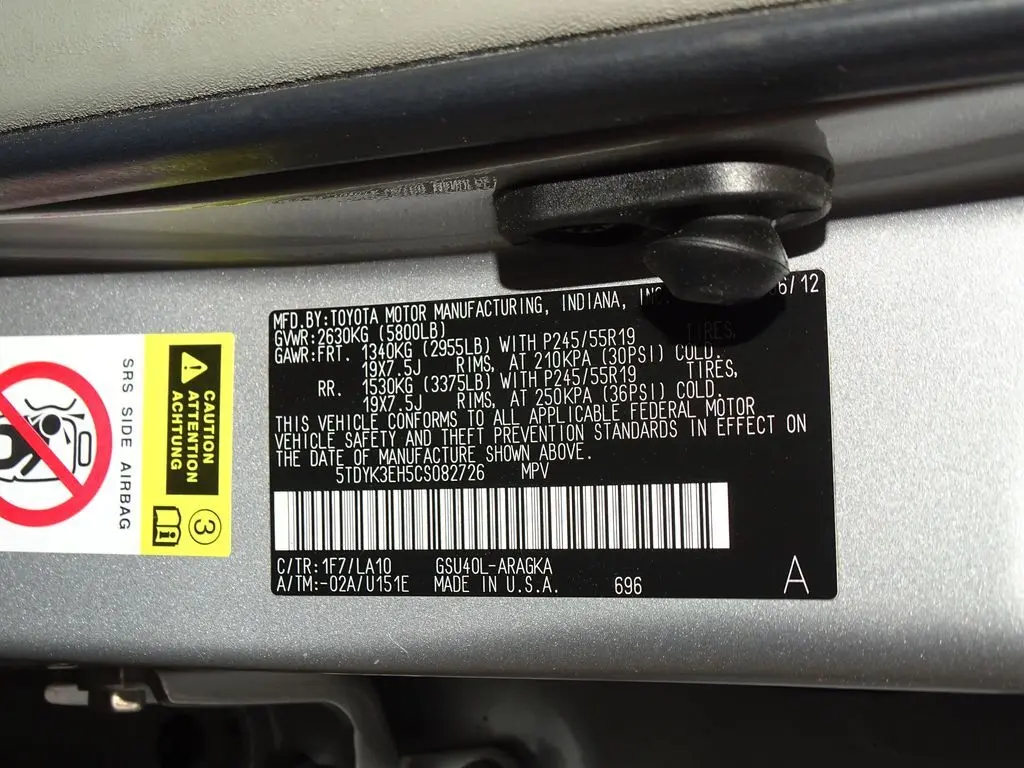 MFD.BY:TOYOTA MOTOR MANUFACTURING, INDIANA, INC. 6/12
GVWR:2630KG (5800LB)
GAWR:FRT. 1340KG (2955LB) WITH P245/55R19 TIRES,
19X7.5J RIMS, AT 210KPA (30PSI) COLD.
RR. 1530KG (3375LB) WITH P245/55R19 TIRES,
19X7.5J RIMS, AT 250KPA (36PSI) COLD.
THIS VEHICLE CONFORMS TO ALL APPLICABLE FEDERAL MOTOR
VEHICLE SAFETY AND THEFT PREVENTION STANDARDS IN EFFECT ON
THE DATE OF MANUFACTURE SHOWN ABOVE.
5TDYK3EH5CS082726 MPV
C/TR:1F7/LA10 GSU40L-ARAGKA
A/TM:-02A/U151E MADE IN U.S.A. 696 A
CAUTION
ATTENTION
ACHTUNG
SRS SIDE AIRBAG
3